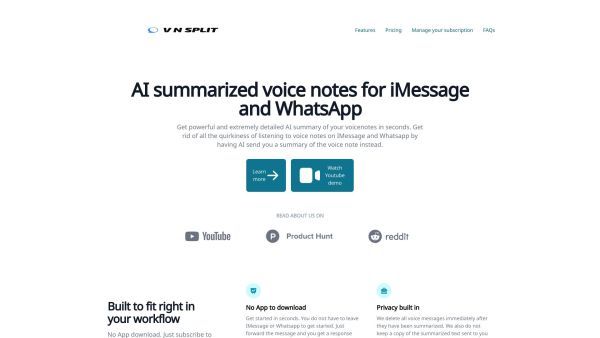 VN SPLIT
Features Pricing Manage your subscription FAQs
AI summarized voice notes for iMessage
and WhatsApp
Get powerful and extremely detailed AI summary of your voicenotes in seconds. Get
rid of all the quirkiness of listening to voice notes on iMessage and Whatsapp by
having AI send you a summary of the voice note instead.
Learn
more
Watch
Youtube
demo
READ ABOUT US ON
YouTube
Product Hunt
reddit
Built to fit right in
your workflow
No App download. Just subscribe to
No App to download
Get started in seconds. You do not have to leave
iMessage or Whatsapp to get started. Just
forward the message and you get a response
Privacy built in
We delete all voice messages immediately after
they have been summarized. We also do not
keep a copy of the summarized text sent to you